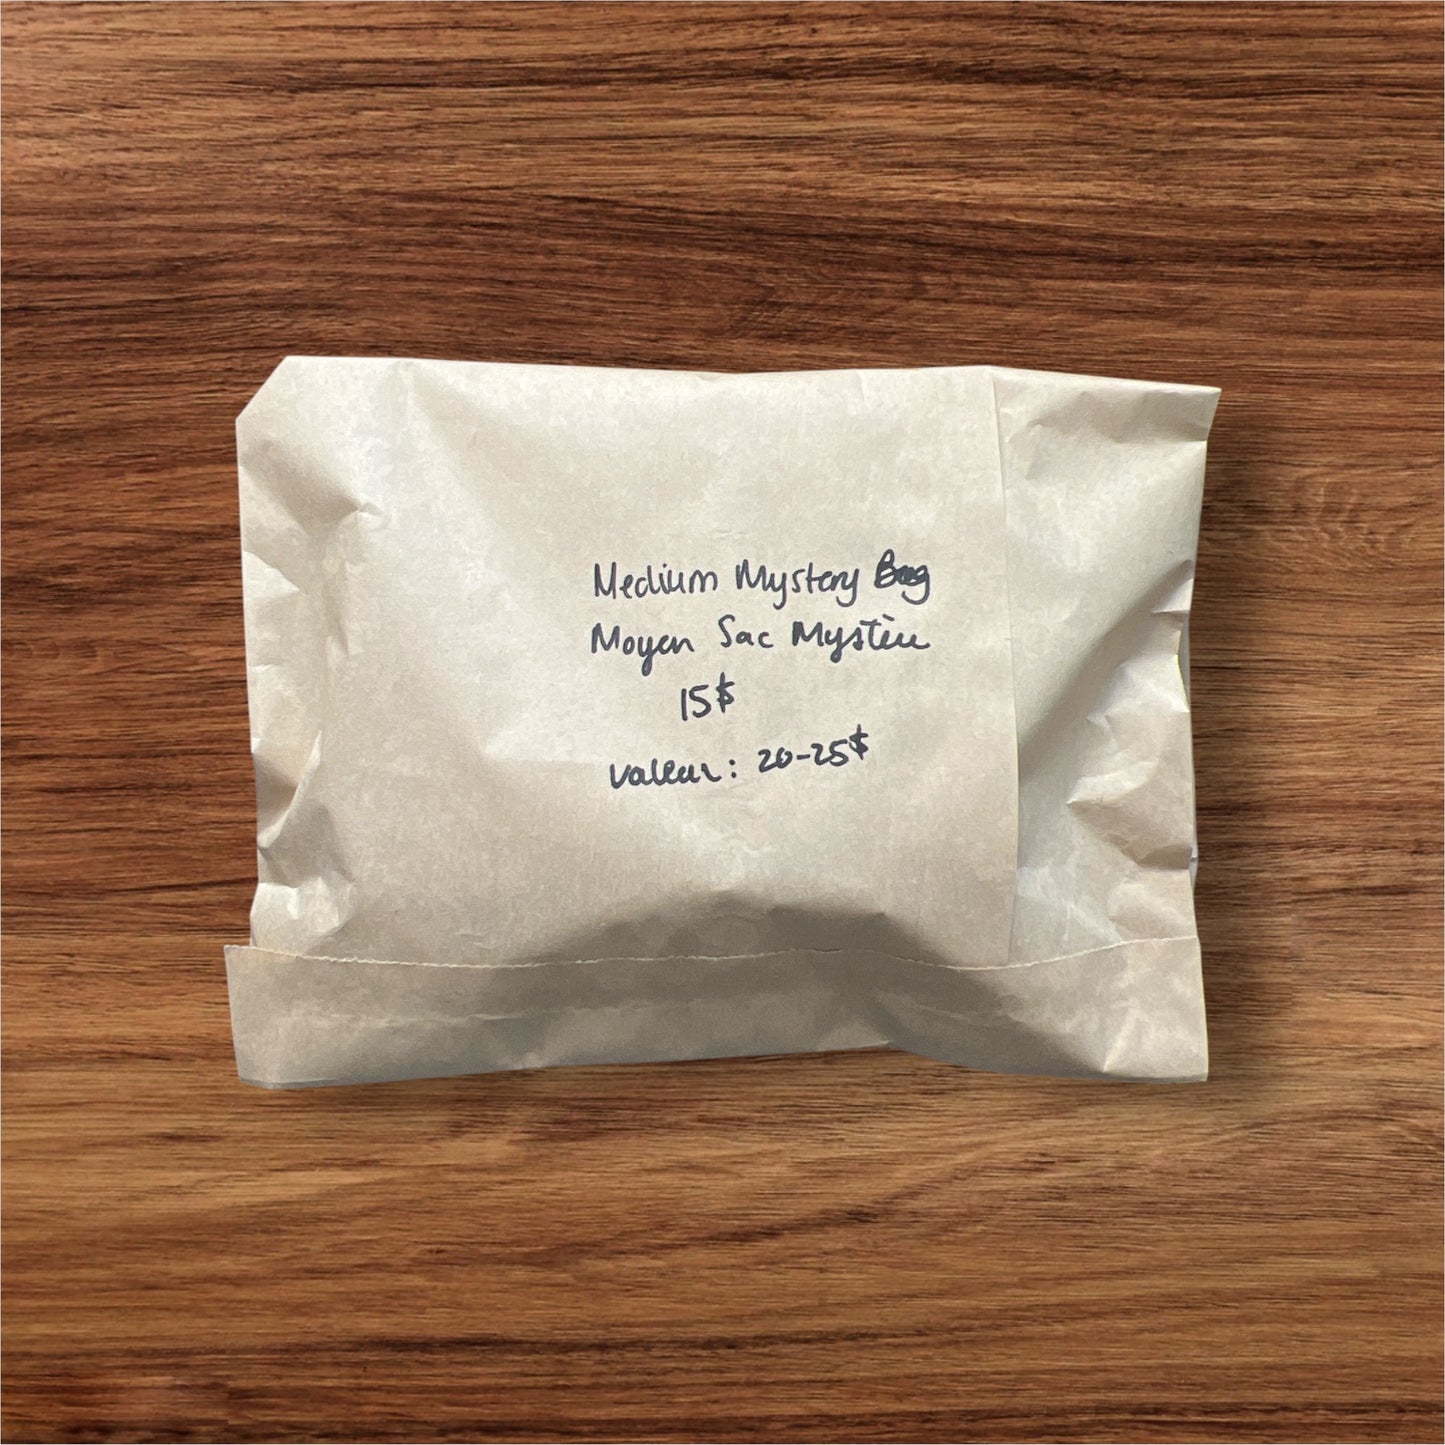 Medium Mystery Bag
Moyen Sac Mystère
15$
valeur: 20-25$